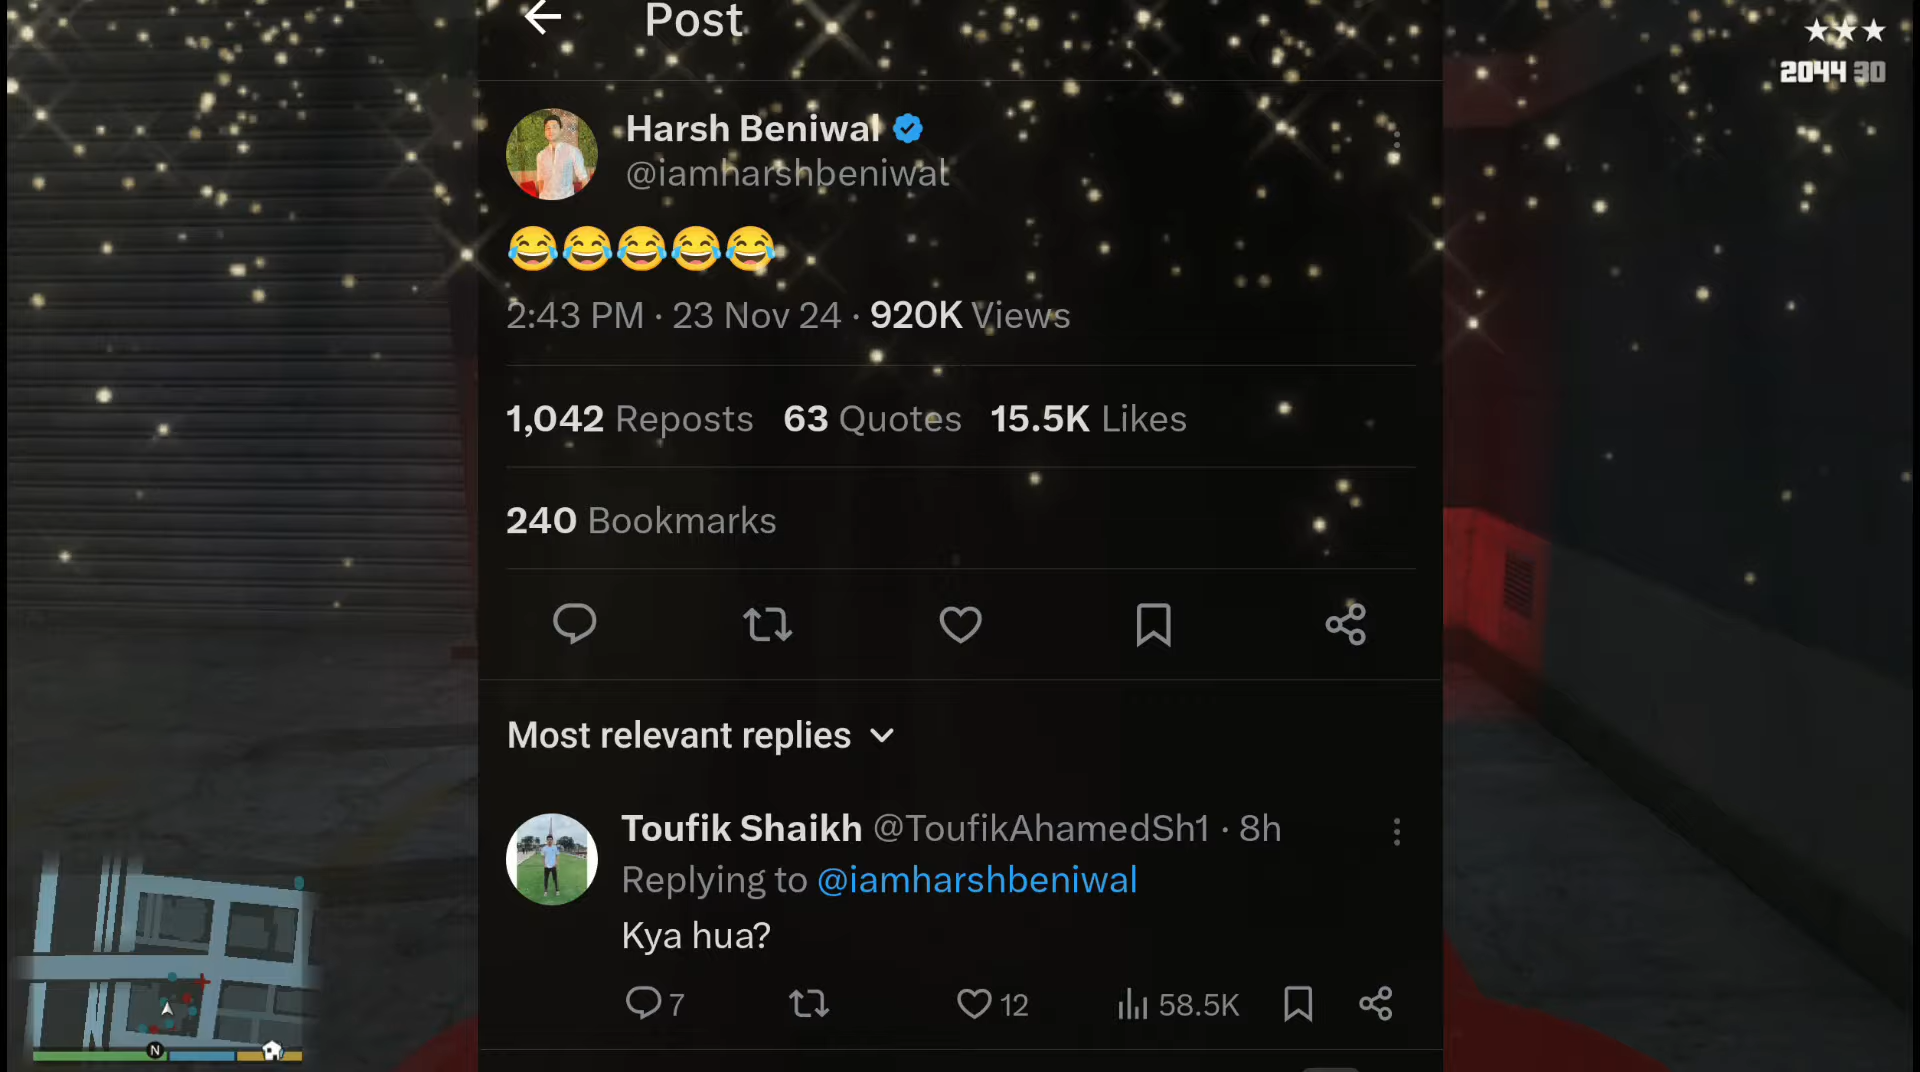 Post
2044 30
Harsh Beniwal
@iamharshbeniwal
😂😂😂😂😂
2:43 PM · 23 Nov 24 · 920K Views
1,042 Reposts 63 Quotes 15.5K Likes
240 Bookmarks
Most relevant replies
Toufik Shaikh @ToufikAhamedSh1 · 8h
Replying to @iamharshbeniwal
Kya hua?
7 12 58.5K
N